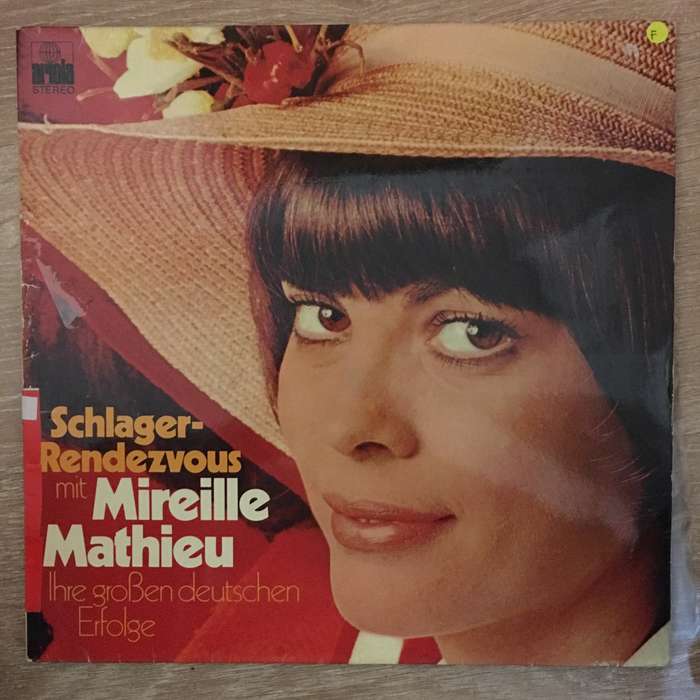 ariola
STEREO
F
Schlager-
Rendezvous
mit Mireille
Mathieu
Ihre großen deutschen
Erfolge